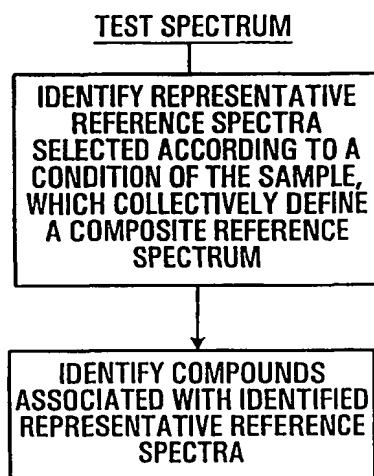 TEST SPECTRUM
IDENTIFY REPRESENTATIVE
REFERENCE SPECTRA
SELECTED ACCORDING TO A
CONDITION OF THE SAMPLE,
WHICH COLLECTIVELY DEFINE
A COMPOSITE REFERENCE
SPECTRUM
IDENTIFY COMPOUNDS
ASSOCIATED WITH IDENTIFIED
REPRESENTATIVE REFERENCE
SPECTRA